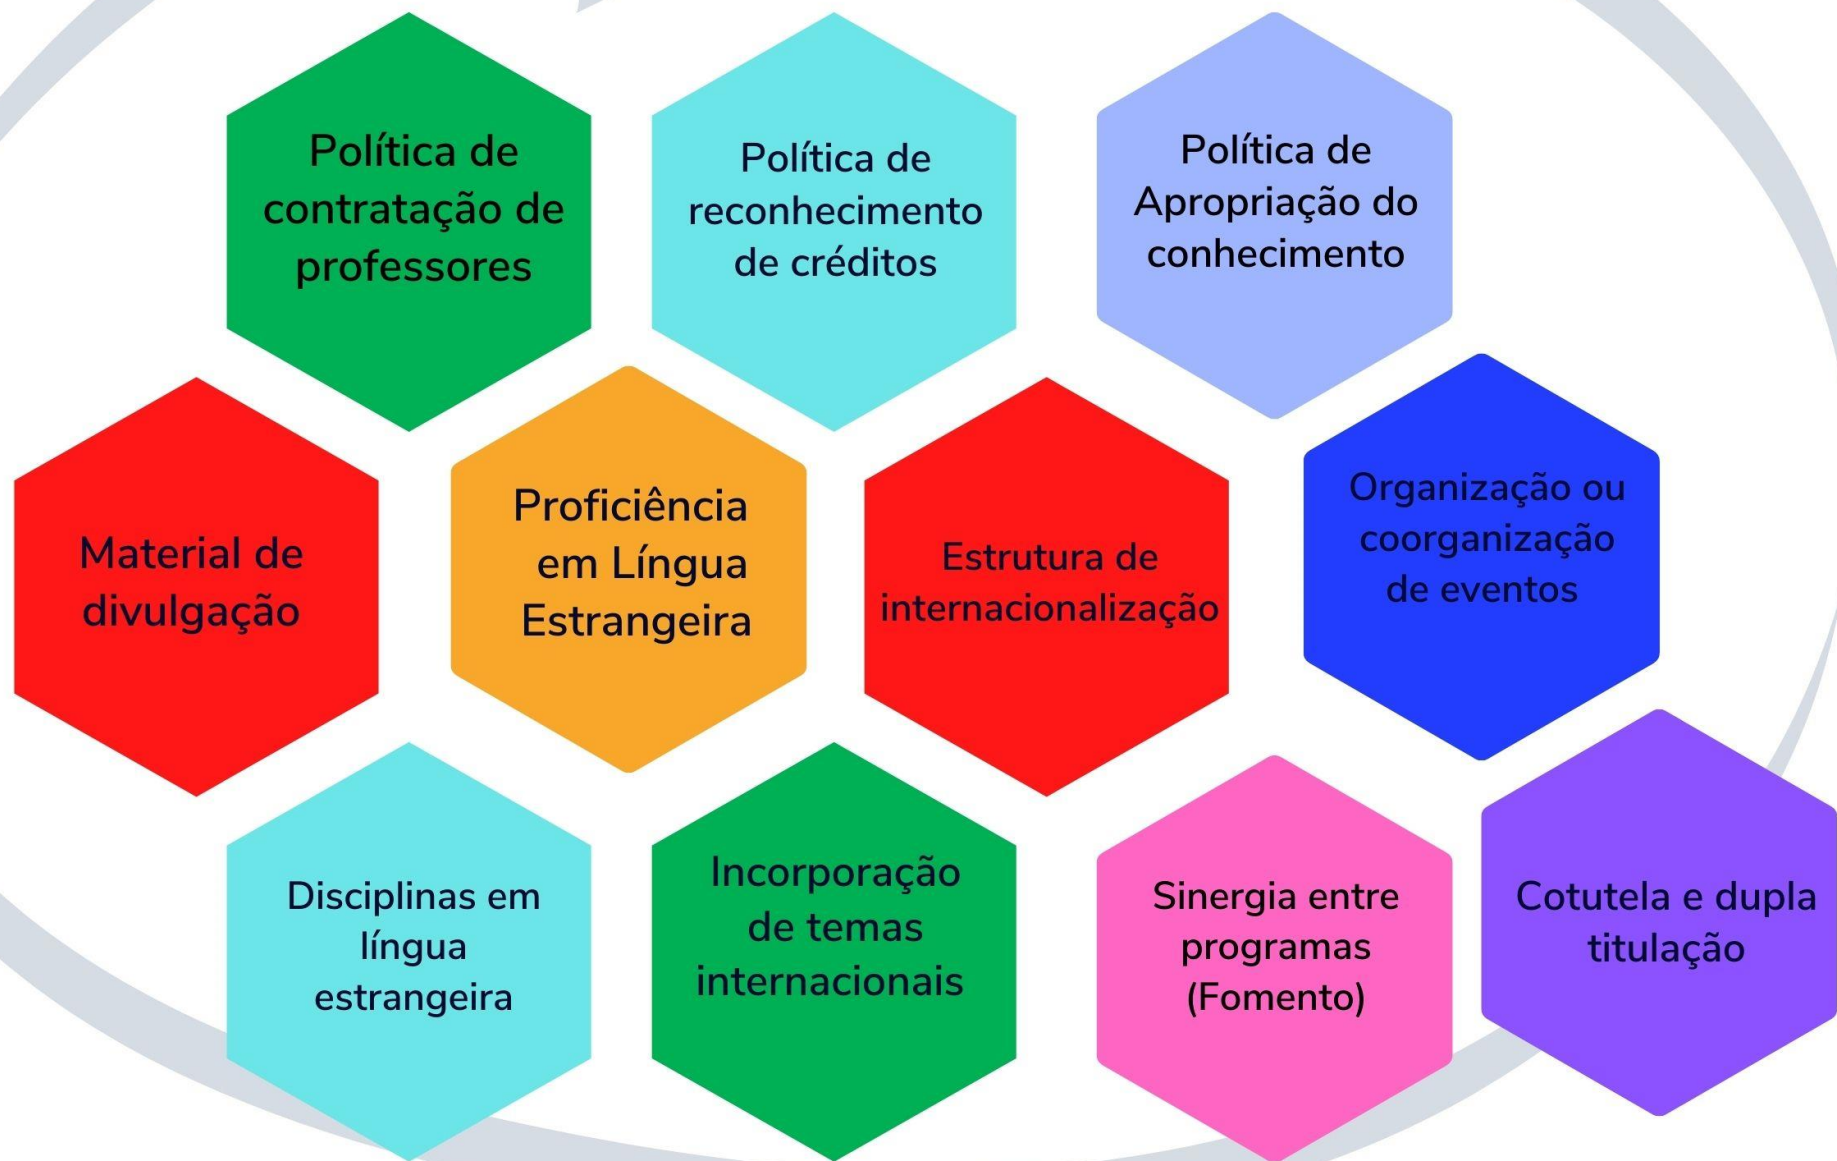 Política de
contratação de
professores
Política de
reconhecimento
de créditos
Política de
Apropriação do
conhecimento
Material de
divulgação
Proficiência
em Língua
Estrangeira
Estrutura de
internacionalização
Organização ou
coorganização
de eventos
Disciplinas em
língua
estrangeira
Incorporação
de temas
internacionais
Sinergia entre
programas
(Fomento)
Cotutela e dupla
titulação